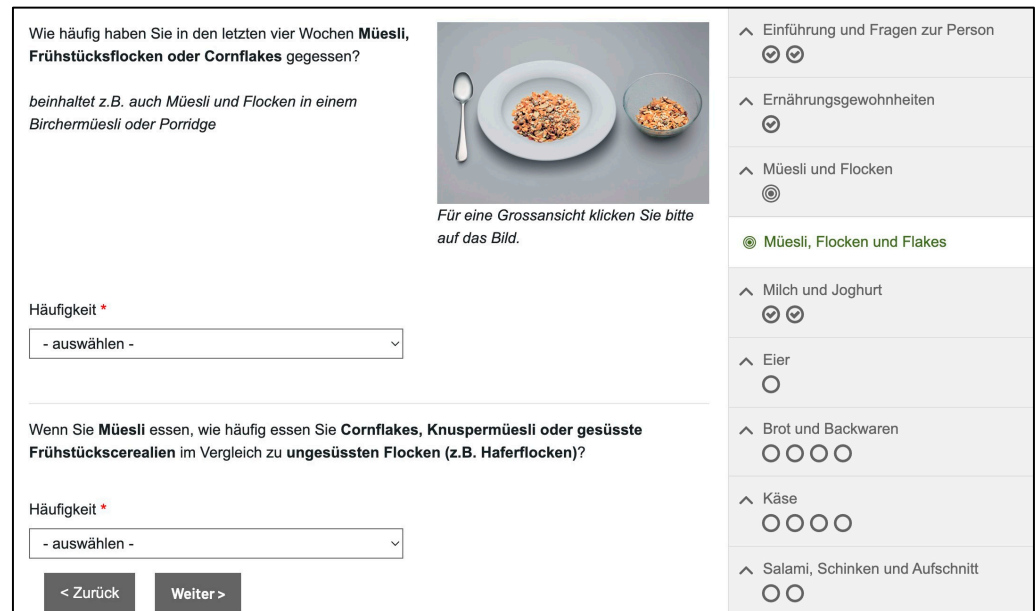 Wie häufig haben Sie in den letzten vier Wochen Müesli,
Frühstücksflocken oder Cornflakes gegessen?
beinhaltet z.B. auch Müesli und Flocken in einem
Birchermüesli oder Porridge
Für eine Grossansicht klicken Sie bitte
auf das Bild.
Häufigkeit *
- auswählen -
Wenn Sie Müesli essen, wie häufig essen Sie Cornflakes, Knuspermüesli oder gesüsste
Frühstückscerealien im Vergleich zu ungesüssten Flocken (z.B. Haferflocken)?
Häufigkeit *
- auswählen -
< Zurück
Weiter >
Einführung und Fragen zur Person
Ernährungsgewohnheiten
Müesli und Flocken
Müesli, Flocken und Flakes
Milch und Joghurt
Eier
Brot und Backwaren
Käse
Salami, Schinken und Aufschnitt